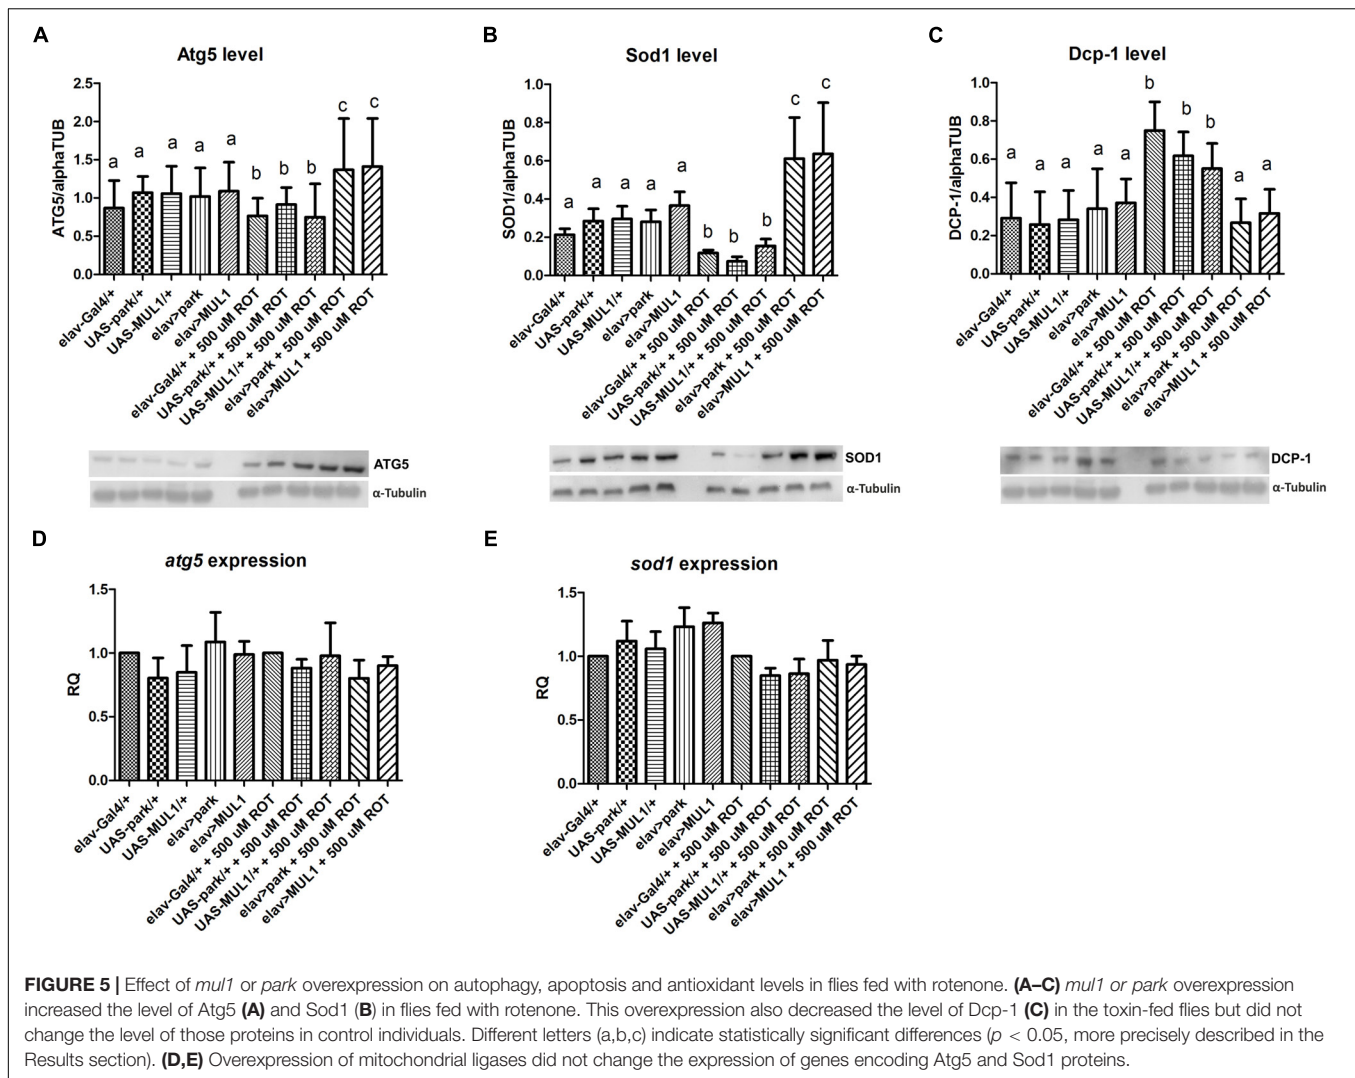 A
Atg5 level
ATG5/alphaTUB
2.5
2.0
1.5
1.0
0.5
0.0
a
a
a
a
a
b
b
b
c
c
elav-Gal4/+
UAS-park/+
UAS-MUL1/+
elav>park
elav>MUL1
elav-Gal4/+ + 500 uM ROT
UAS-park/+ + 500 uM ROT
UAS-MUL1/+ + 500 uM ROT
elav>park + 500 uM ROT
elav>MUL1 + 500 uM ROT
ATG5
α-Tubulin
B
Sod1 level
SOD1/alphaTUB
1.0
0.8
0.6
0.4
0.2
0.0
a
a
a
a
a
b
b
b
c
c
elav-Gal4/+
UAS-park/+
UAS-MUL1/+
elav>park
elav>MUL1
elav-Gal4/+ + 500 uM ROT
UAS-park/+ + 500 uM ROT
UAS-MUL1/+ + 500 uM ROT
elav>park + 500 uM ROT
elav>MUL1 + 500 uM ROT
SOD1
α-Tubulin
C
Dcp-1 level
DCP-1/alphaTUB
1.0
0.8
0.6
0.4
0.2
0.0
a
a
a
a
a
b
b
b
a
a
elav-Gal4/+
UAS-park/+
UAS-MUL1/+
elav>park
elav>MUL1
elav-Gal4/+ + 500 uM ROT
UAS-park/+ + 500 uM ROT
UAS-MUL1/+ + 500 uM ROT
elav>park + 500 uM ROT
elav>MUL1 + 500 uM ROT
DCP-1
α-Tubulin
D
atg5 expression
RQ
1.5
1.0
0.5
0.0
elav-Gal4/+
UAS-park/+
UAS-MUL1/+
elav>park
elav>MUL1
elav-Gal4/+ + 500 uM ROT
UAS-park/+ + 500 uM ROT
UAS-MUL1/+ + 500 uM ROT
elav>park + 500 uM ROT
elav>MUL1 + 500 uM ROT
E
sod1 expression
RQ
1.5
1.0
0.5
0.0
elav-Gal4/+
UAS-park/+
UAS-MUL1/+
elav>park
elav>MUL1
elav-Gal4/+ + 500 uM ROT
UAS-park/+ + 500 uM ROT
UAS-MUL1/+ + 500 uM ROT
elav>park + 500 uM ROT
elav>MUL1 + 500 uM ROT
FIGURE 5 | Effect of mul1 or park overexpression on autophagy, apoptosis and antioxidant levels in flies fed with rotenone. (A–C) mul1 or park overexpression
increased the level of Atg5 (A) and Sod1 (B) in flies fed with rotenone. This overexpression also decreased the level of Dcp-1 (C) in the toxin-fed flies but did not
change the level of those proteins in control individuals. Different letters (a,b,c) indicate statistically significant differences (p < 0.05, more precisely described in the
Results section). (D,E) Overexpression of mitochondrial ligases did not change the expression of genes encoding Atg5 and Sod1 proteins.